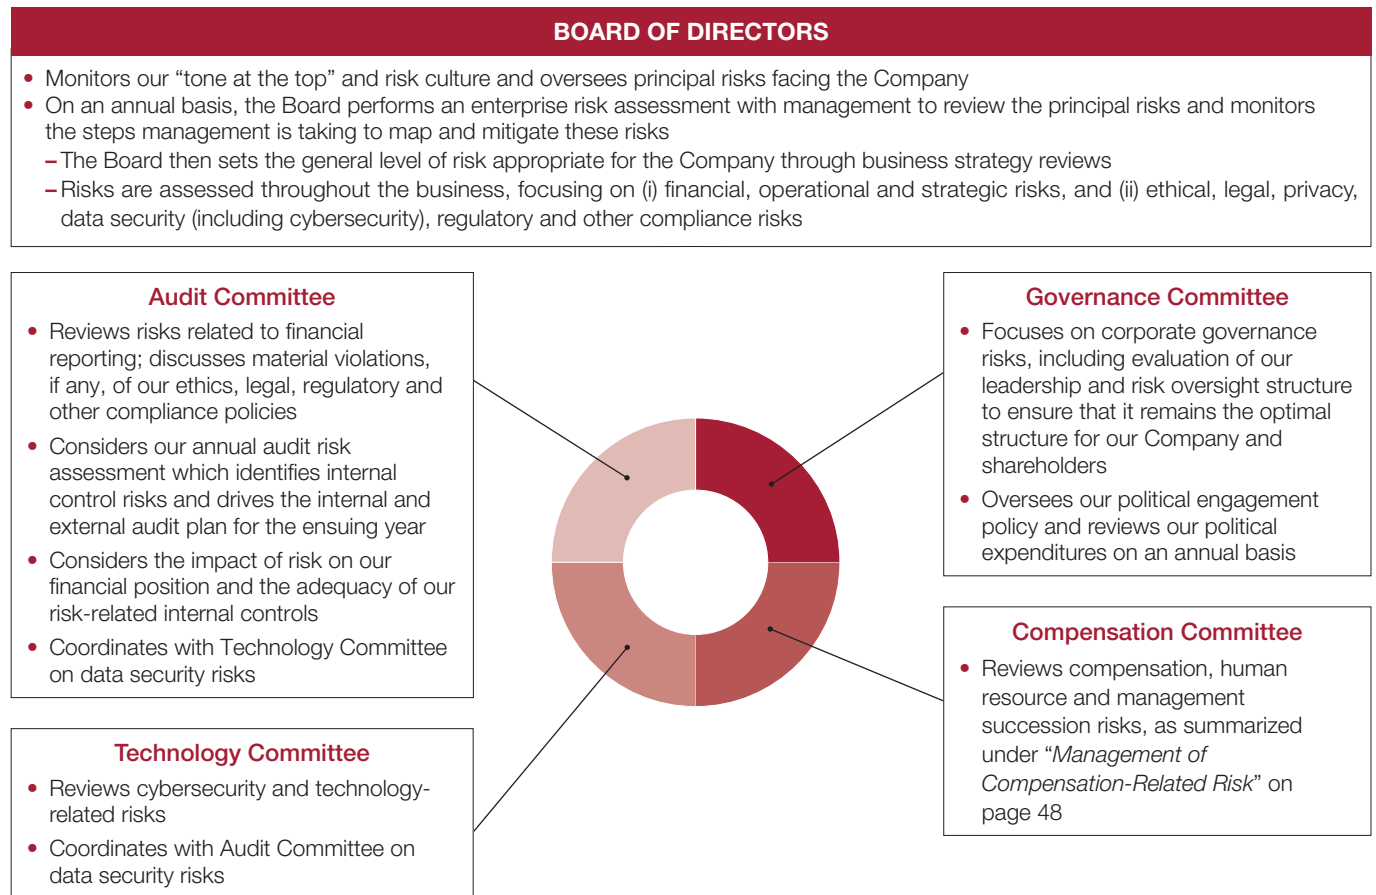 BOARD OF DIRECTORS
• Monitors our “tone at the top” and risk culture and oversees principal risks facing the Company
• On an annual basis, the Board performs an enterprise risk assessment with management to review the principal risks and monitors
the steps management is taking to map and mitigate these risks
– The Board then sets the general level of risk appropriate for the Company through business strategy reviews
– Risks are assessed throughout the business, focusing on (i) financial, operational and strategic risks, and (ii) ethical, legal, privacy,
data security (including cybersecurity), regulatory and other compliance risks
Audit Committee
• Reviews risks related to financial
reporting; discusses material violations,
if any, of our ethics, legal, regulatory and
other compliance policies
• Considers our annual audit risk
assessment which identifies internal
control risks and drives the internal and
external audit plan for the ensuing year
• Considers the impact of risk on our
financial position and the adequacy of our
risk-related internal controls
• Coordinates with Technology Committee
on data security risks
Technology Committee
• Reviews cybersecurity and technology-
related risks
• Coordinates with Audit Committee on
data security risks
Governance Committee
• Focuses on corporate governance
risks, including evaluation of our
leadership and risk oversight structure
to ensure that it remains the optimal
structure for our Company and
shareholders
• Oversees our political engagement
policy and reviews our political
expenditures on an annual basis
Compensation Committee
• Reviews compensation, human
resource and management
succession risks, as summarized
under “Management of
Compensation-Related Risk” on
page 48